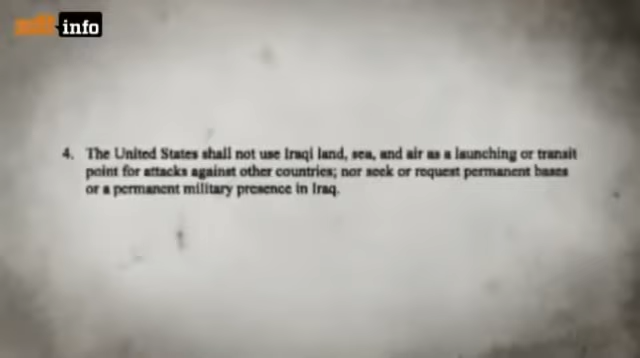 zdf info
4. The United States shall not use Iraqi land, sea, and air as a launching or transit
point for attacks against other countries; nor seek or request permanent bases
or a permanent military presence in Iraq.